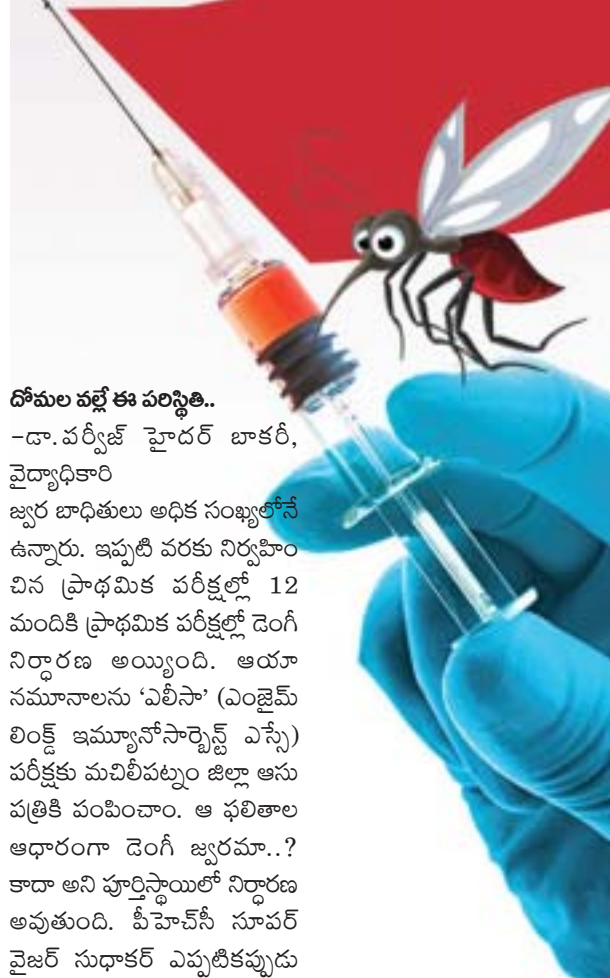 దోమల వల్లే ఈ పరిస్థితి..
-డా.పర్వీజ్ హైదర్ బాకరీ,
వైద్యాధికారి
జ్వర బాధితులు అధిక సంఖ్యలోనే
ఉన్నారు. ఇప్పటి వరకు నిర్వహిం
చిన ప్రాథమిక పరీక్షల్లో 12
మందికి ప్రాథమిక పరీక్షల్లో డెంగీ
నిర్ధారణ అయ్యింది. ఆయా
నమూనాలను ‘ఎలీసా’ (ఎంజైమ్
లింక్డ్ ఇమ్యూనోసార్బెన్ట్ ఎస్సే)
పరీక్షకు మచిలీపట్నం జిల్లా ఆసు
పత్రికి పంపించాం. ఆ ఫలితాల
ఆధారంగా డెంగీ జ్వరమా..?
కాదా అని పూర్తిస్థాయిలో నిర్ధారణ
అవుతుంది. పీహెచ్‌సీ సూపర్
వైజర్ సుధాకర్ ఎప్పటికప్పుడు